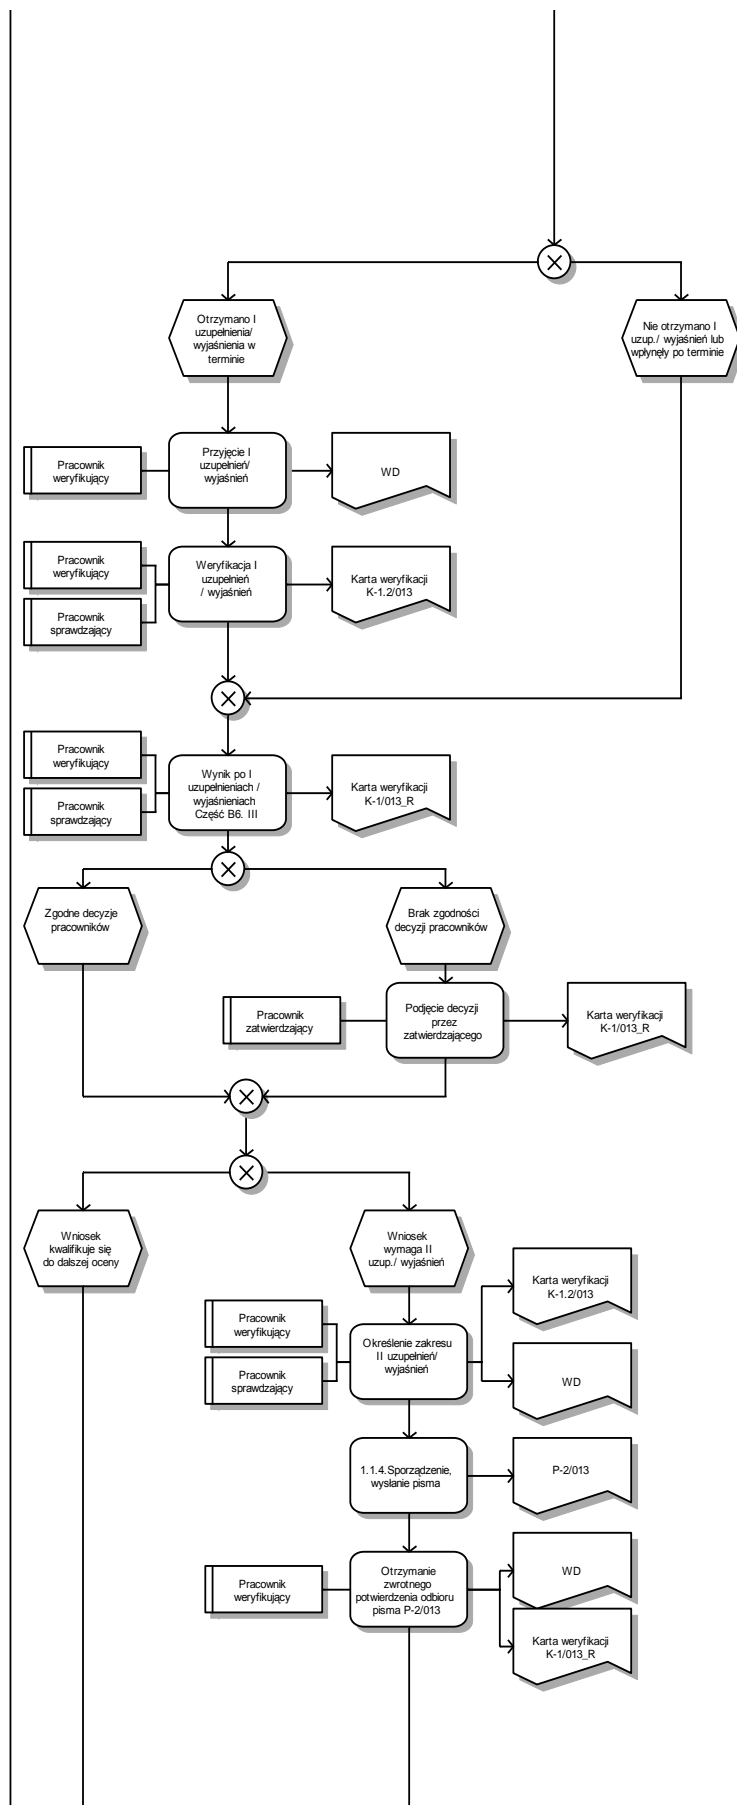 Otrzymano I
uzupełnienia/
wyjaśnienia w
terminie
Nie otrzymano I
uzup./ wyjaśnień lub
wpłynęły po terminie
Pracownik
weryfikujący
Przyjęcie I
uzupełnień/
wyjaśnień
WD
Pracownik
weryfikujący
Pracownik
sprawdzający
Weryfikacja I
uzupełnień
/ wyjaśnień
Karta weryfikacji
K-1.2/013
Pracownik
weryfikujący
Pracownik
sprawdzający
Wynik po I
uzupełnieniach /
wyjaśnieniach
Część B6. III
Karta weryfikacji
K-1/013_R
Zgodne decyzje
pracowników
Brak zgodności
decyzji pracowników
Pracownik
zatwierdzający
Podjęcie decyzji
przez
zatwierdzającego
Karta weryfikacji
K-1/013_R
Wniosek
kwalifikuje się
do dalszej oceny
Wniosek
wymaga II
uzup./ wyjaśnień
Pracownik
weryfikujący
Pracownik
sprawdzający
Określenie zakresu
II uzupełnień/
wyjaśnień
Karta weryfikacji
K-1.2/013
WD
1.1.4.Sporządzenie,
wysłanie pisma
P-2/013
Pracownik
weryfikujący
Otrzymanie
zwrotnego
potwierdzenia odbioru
pisma P-2/013
WD
Karta weryfikacji
K-1/013_R